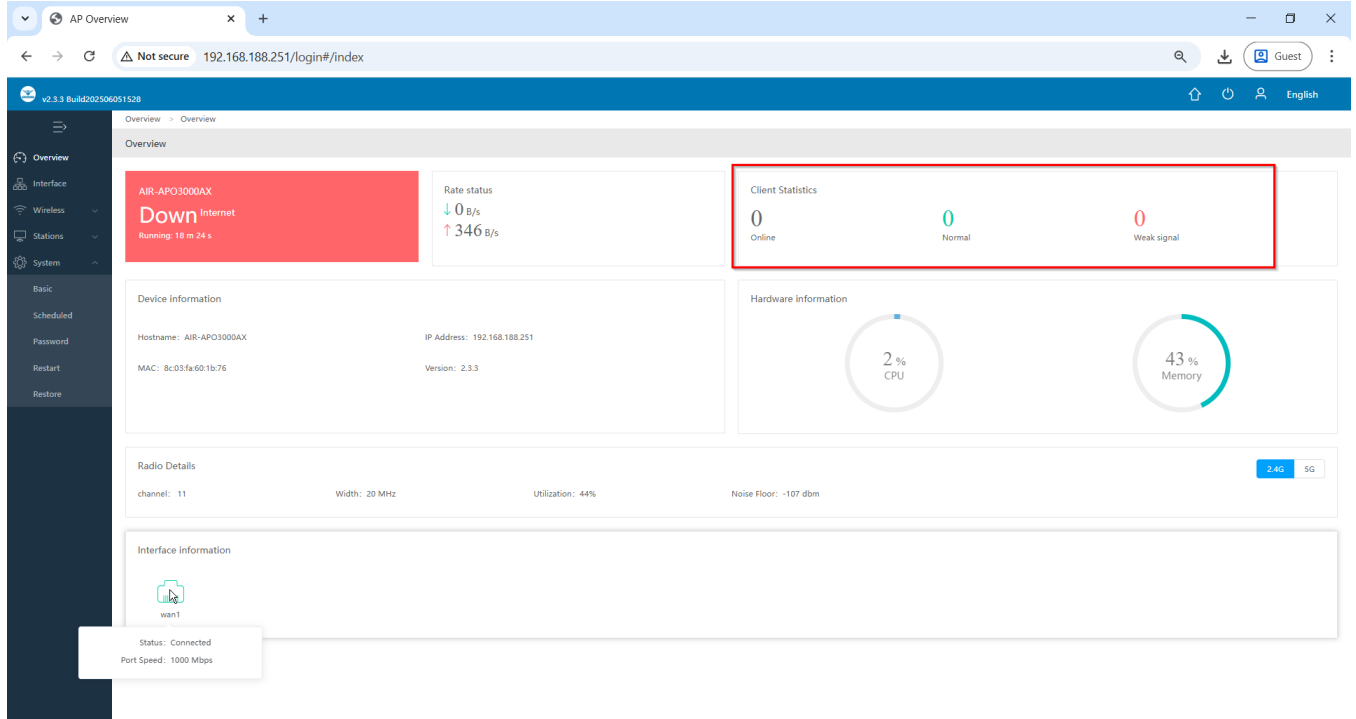 AP Overview
Not secure 192.168.188.251/login#/index
Guest
v2.3.3 Build202506051528
English
Overview > Overview
Overview
Overview
Interface
Wireless
Stations
System
Basic
Scheduled
Password
Restart
Restore
AIR-APO3000AX
Down Internet
Running: 18 m 24 s
Rate status
↓ 0 B/s
↑ 346 B/s
Client Statistics
0 0 0
Online Normal Weak signal
Device information
Hostname: AIR-APO3000AX IP Address: 192.168.188.251
MAC: 8c:03:fa:60:1b:76 Version: 2.3.3
Hardware information
2 %
CPU
43 %
Memory
Radio Details
2.4G 5G
channel: 11 Width: 20 MHz Utilization: 44% Noise Floor: -107 dbm
Interface information
wan1
Status: Connected
Port Speed: 1000 Mbps